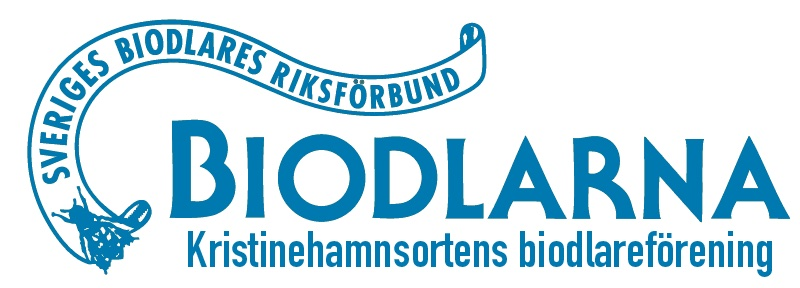 SVERIGES BIODLARES RIKSFÖRBUND
BIODLARNA
Kristinehamnsortens biodlareförening